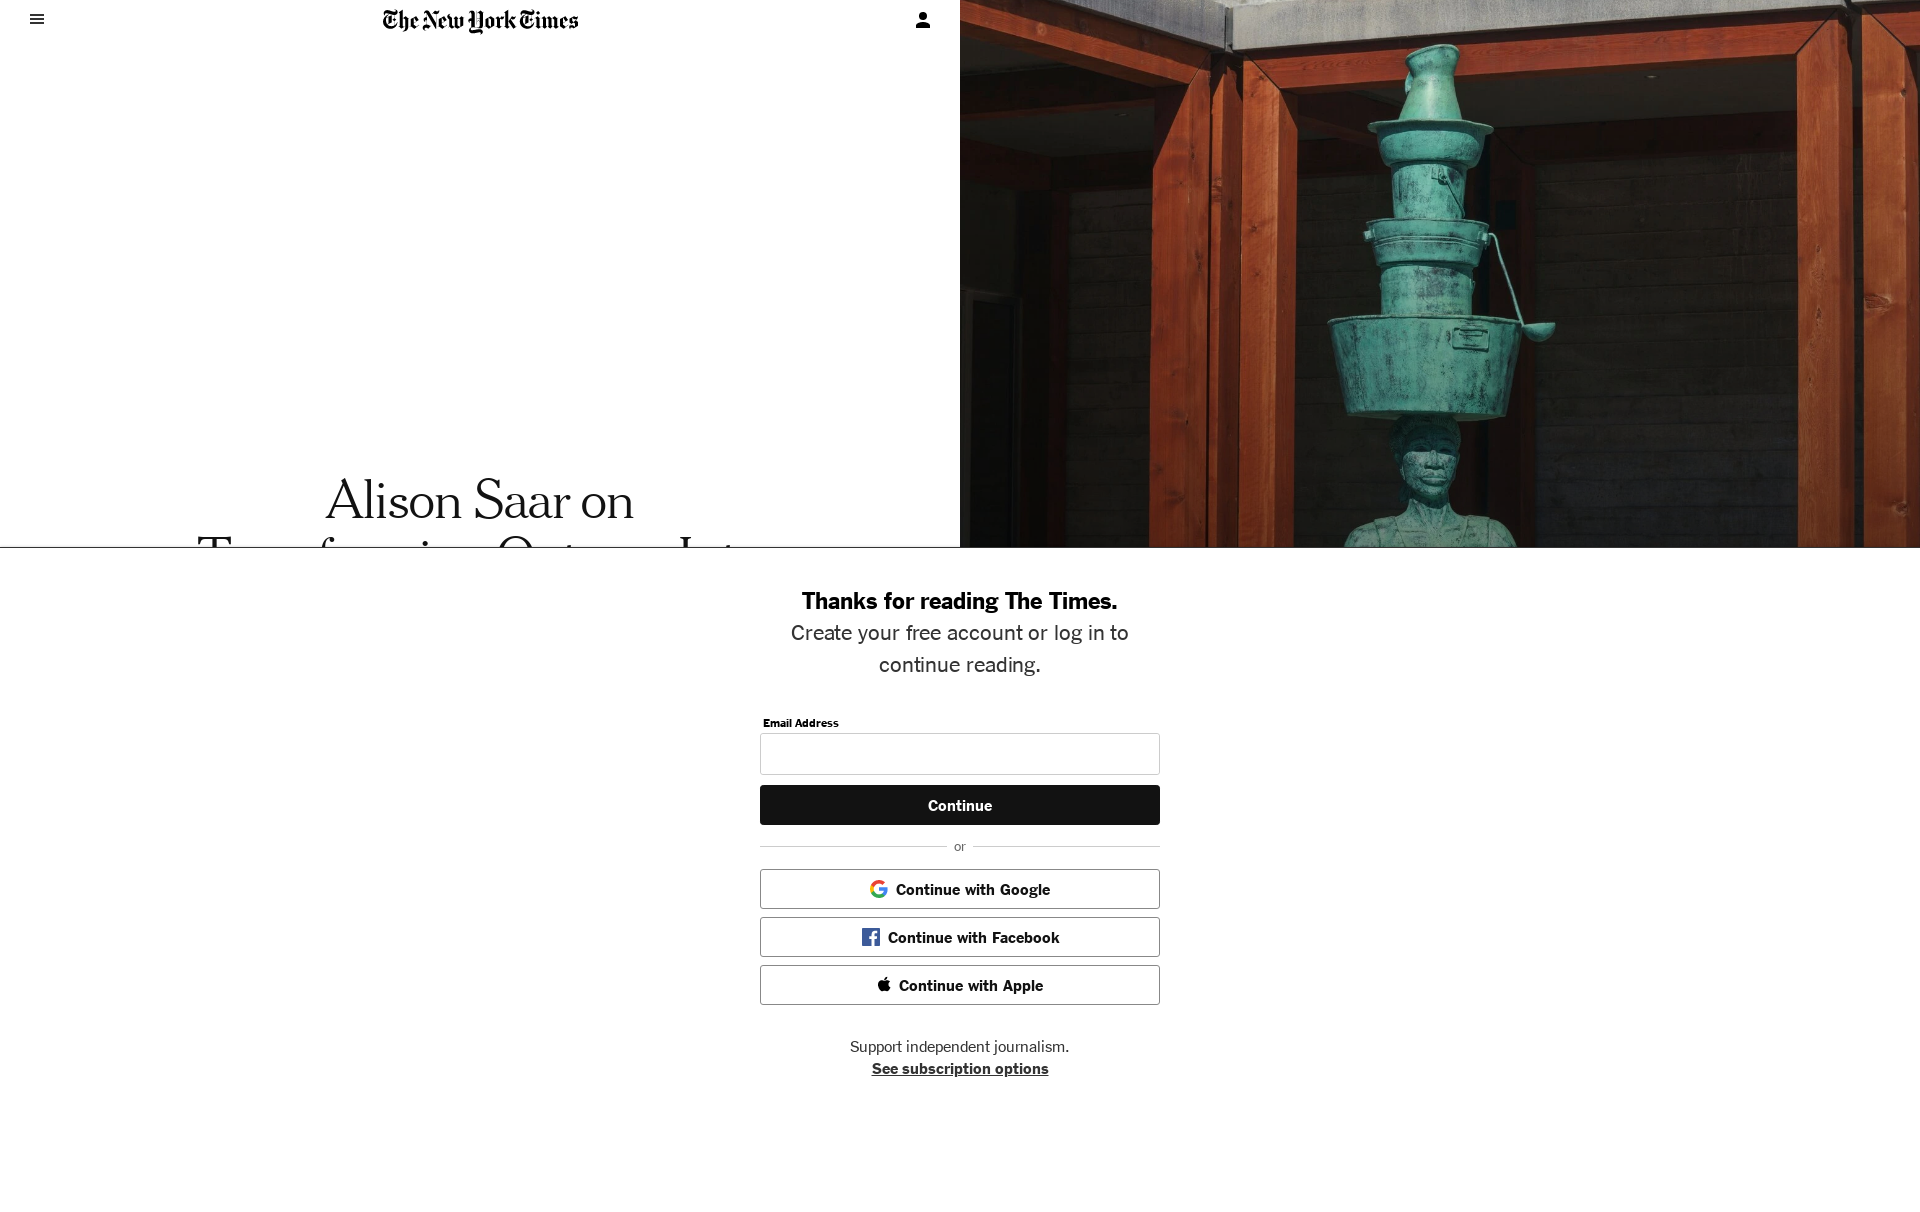 The New York Times
Alison Saar on
Thanks for reading The Times.
Create your free account or log in to
continue reading.
Email Address
Continue
or
Continue with Google
Continue with Facebook
Continue with Apple
Support independent journalism.
See subscription options